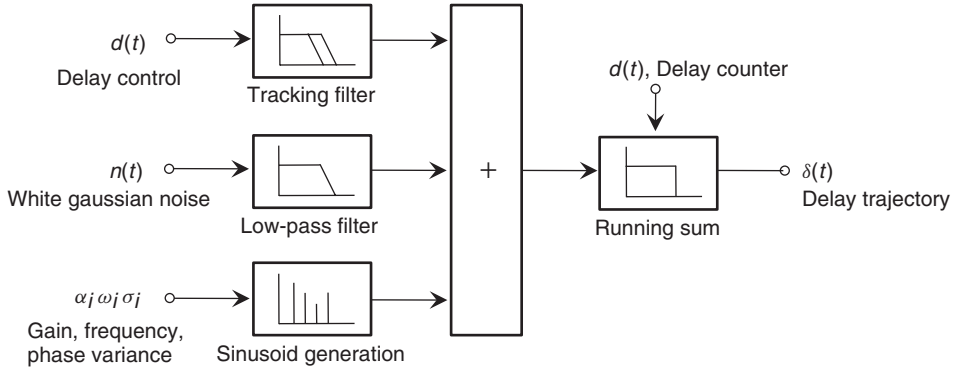 d(t)
Delay control
Tracking filter
d(t), Delay counter
n(t)
White gaussian noise
Low-pass filter
+
δ(t)
Delay trajectory
Running sum
αi ωi σi
Gain, frequency,
phase variance
Sinusoid generation